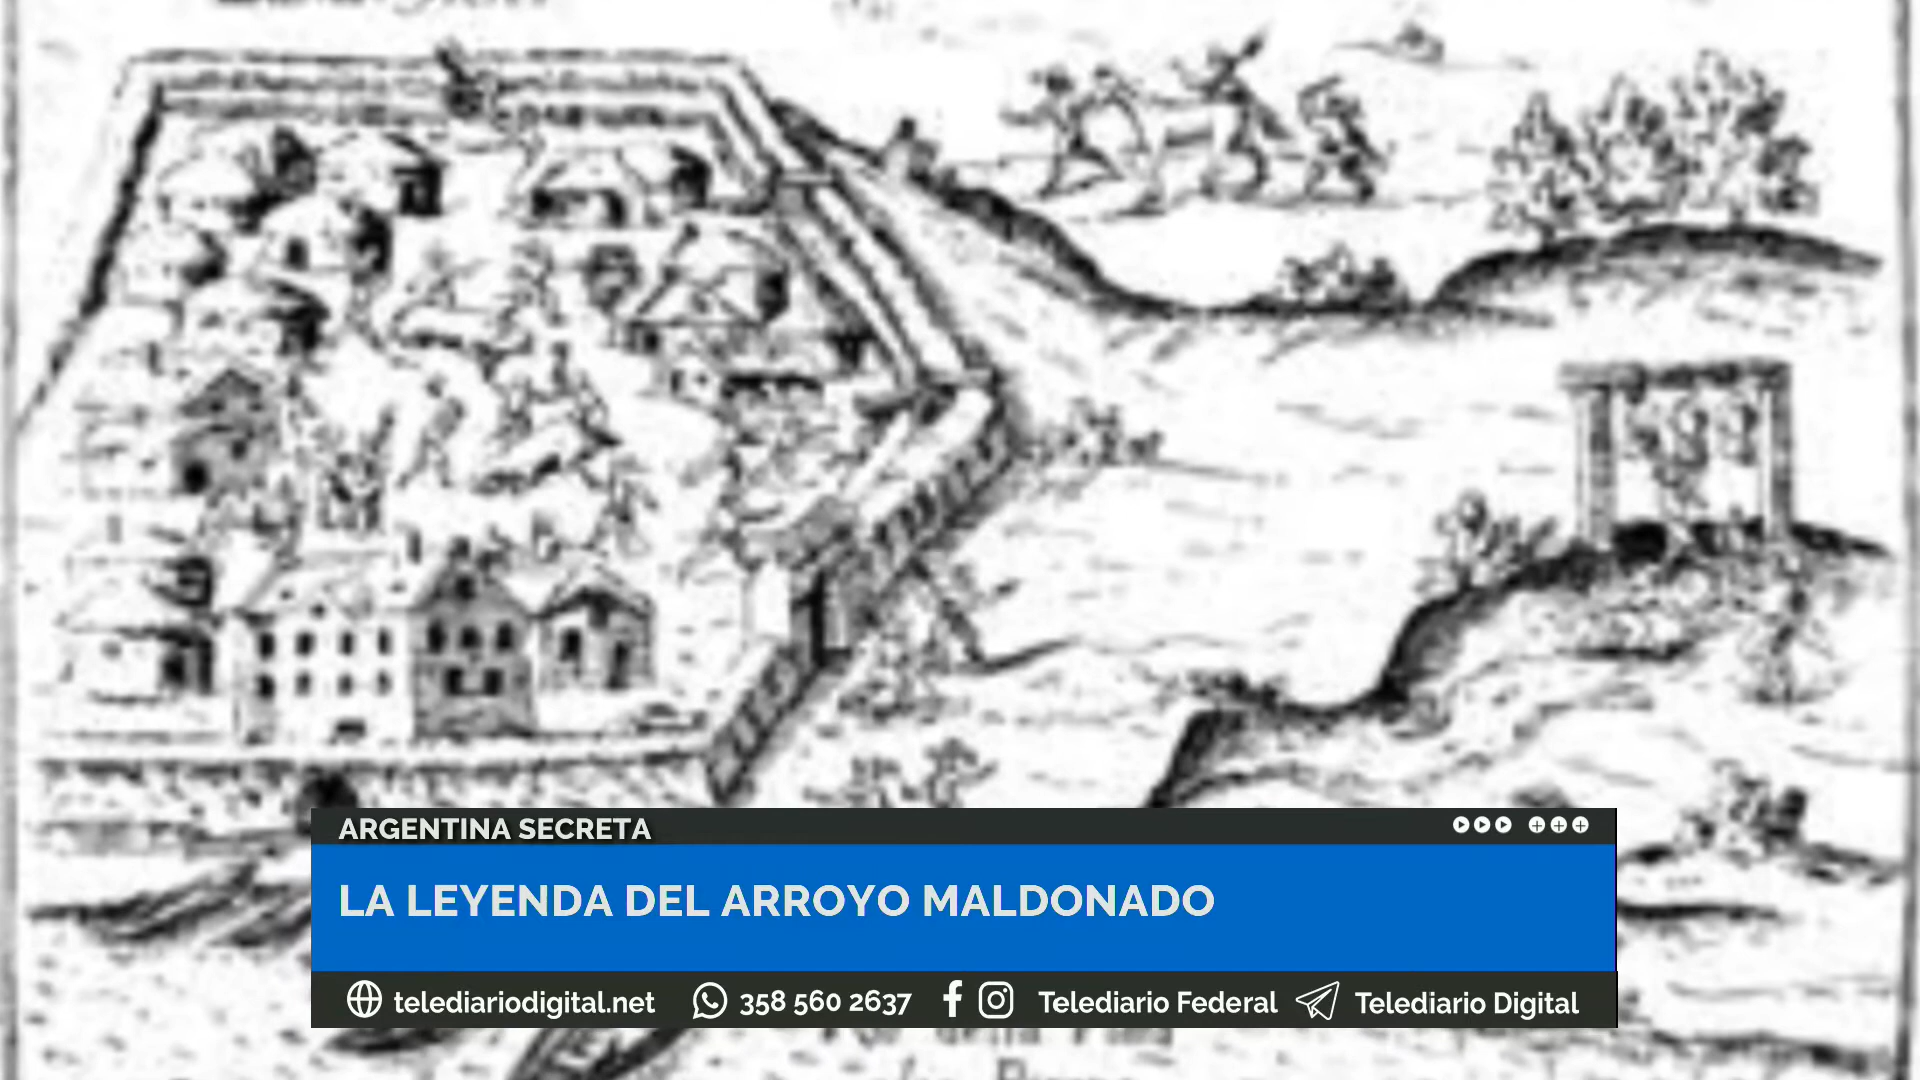 ARGENTINA SECRETA
LA LEYENDA DEL ARROYO MALDONADO
telediariodigital.net 358 560 2637 Telediario Federal Telediario Digital